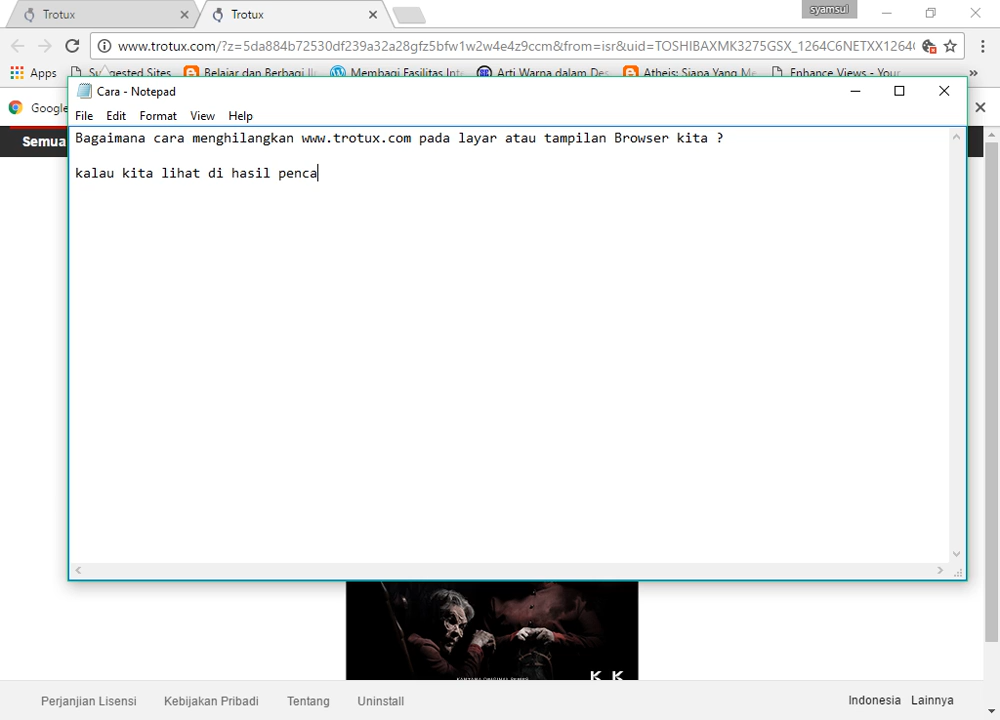 Trotux
Trotux
syamsul
www.trotux.com/?z=5da884b72530df239a32a28gfz5bfw1w2w4e4z9ccm&from=isr&uid=TOSHIBAXMK3275GSX_1264C6NETXX1264
Apps
Suggested Sites
Belajar dan Berbagi
Membagi Fasilitas
Arti Warna dalam Des
Atheis: Siapa Yang
Enhance Views - Your
»
Google
Cara - Notepad
File Edit Format View Help
Semua
Bagaimana cara menghilangkan www.trotux.com pada layar atau tampilan Browser kita ?
kalau kita lihat di hasil penca
K K
Perjanjian Lisensi
Kebijakan Pribadi
Tentang
Uninstall
Indonesia
Lainnya